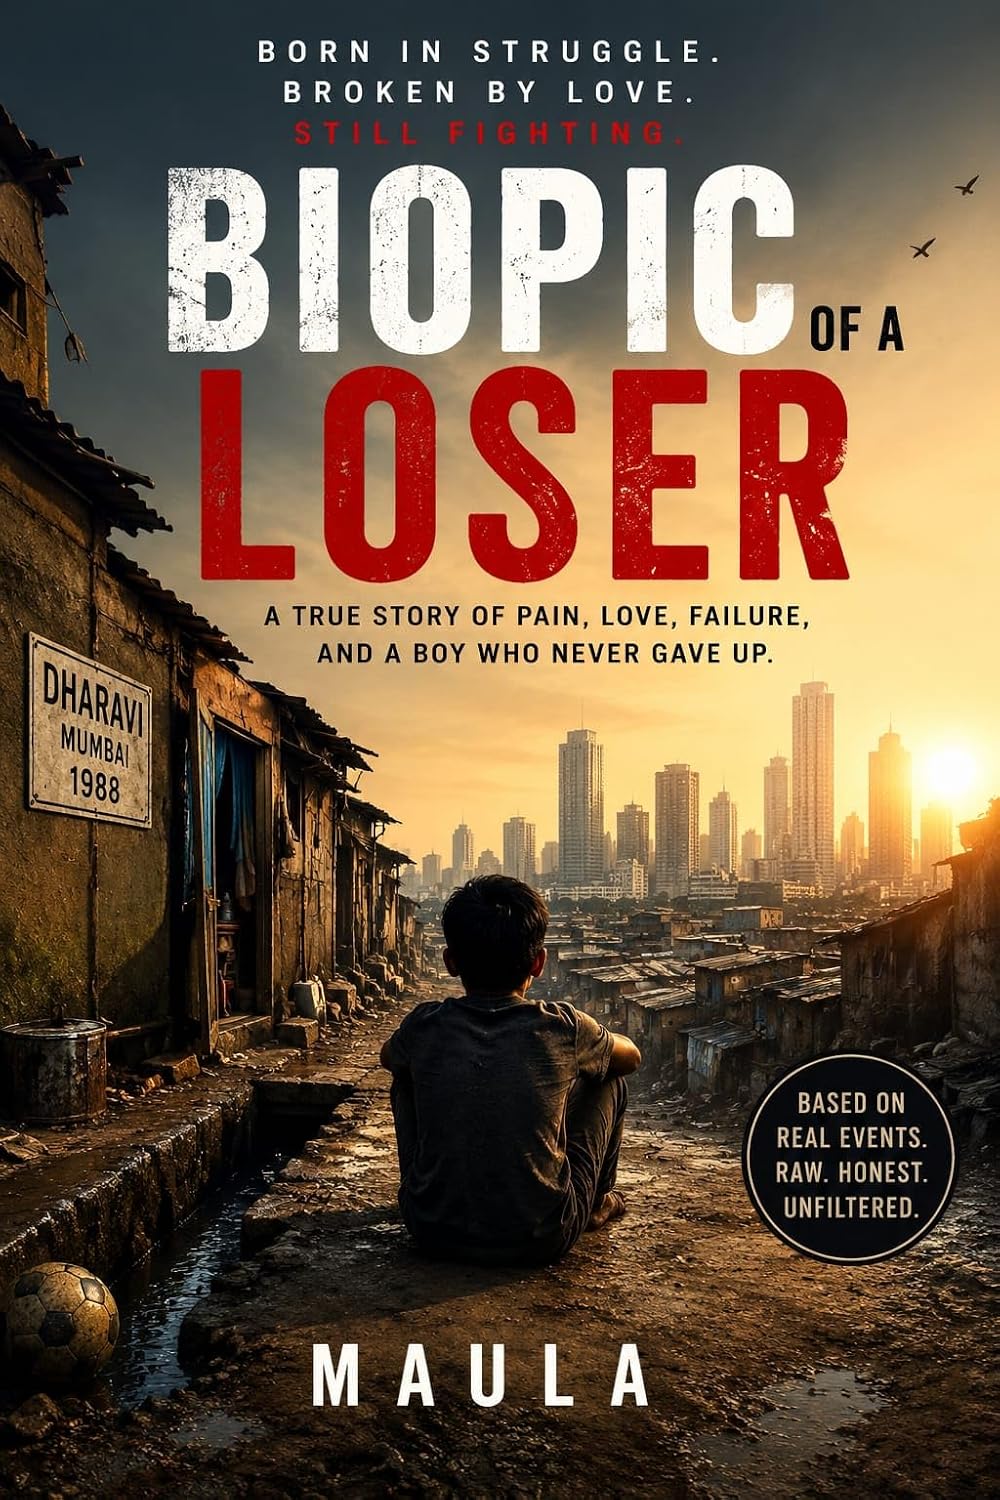 BORN IN STRUGGLE.
BROKEN BY LOVE.
STILL FIGHTING.
BIOPIC OF A
LOSER
A TRUE STORY OF PAIN, LOVE, FAILURE,
AND A BOY WHO NEVER GAVE UP.
DHARAVI
MUMBAI
1988
BASED ON
REAL EVENTS.
RAW. HONEST.
UNFILTERED.
MAULA